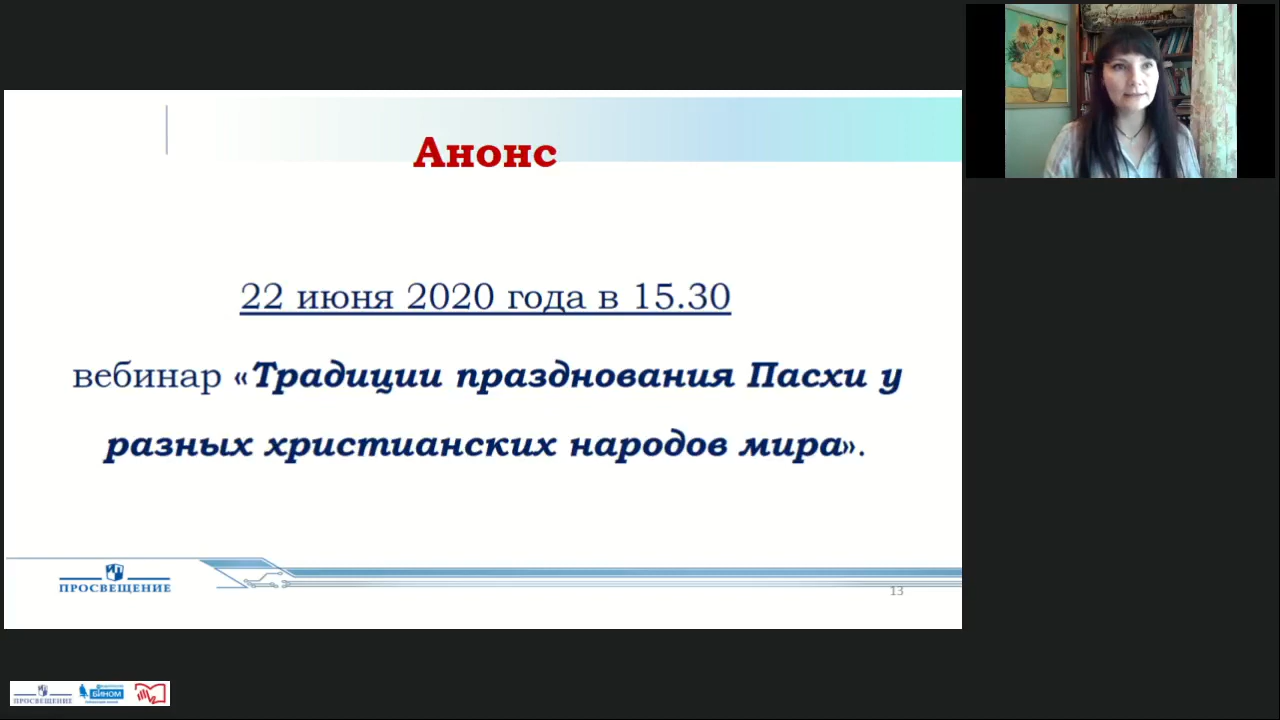 Анонс
22 июня 2020 года в 15.30
вебинар «Традиции празднования Пасхи у
разных христианских народов мира».
ПРОСВЕЩЕНИЕ
13
ПРОСВЕЩЕНИЕ
БИНОМ